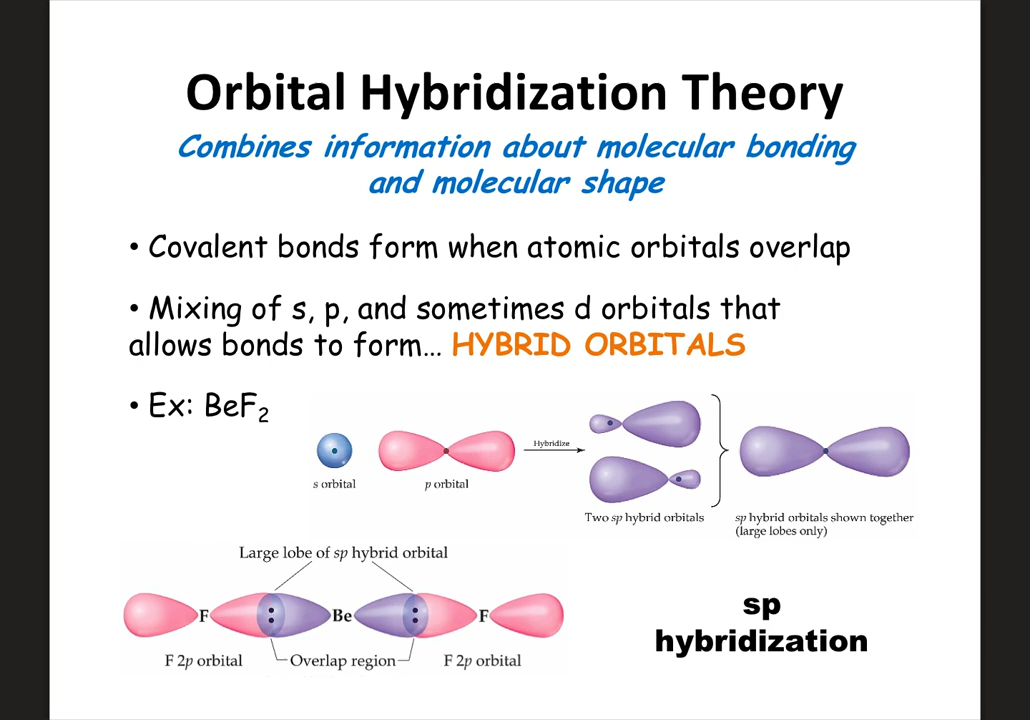 Orbital Hybridization Theory
Combines information about molecular bonding
and molecular shape
• Covalent bonds form when atomic orbitals overlap
• Mixing of s, p, and sometimes d orbitals that
allows bonds to form... HYBRID ORBITALS
• Ex: BeF₂
Hybridize
s orbital
p orbital
Two sp hybrid orbitals
sp hybrid orbitals shown together
(large lobes only)
Large lobe of sp hybrid orbital
F Be F
F 2p orbital Overlap region F 2p orbital
sp
hybridization